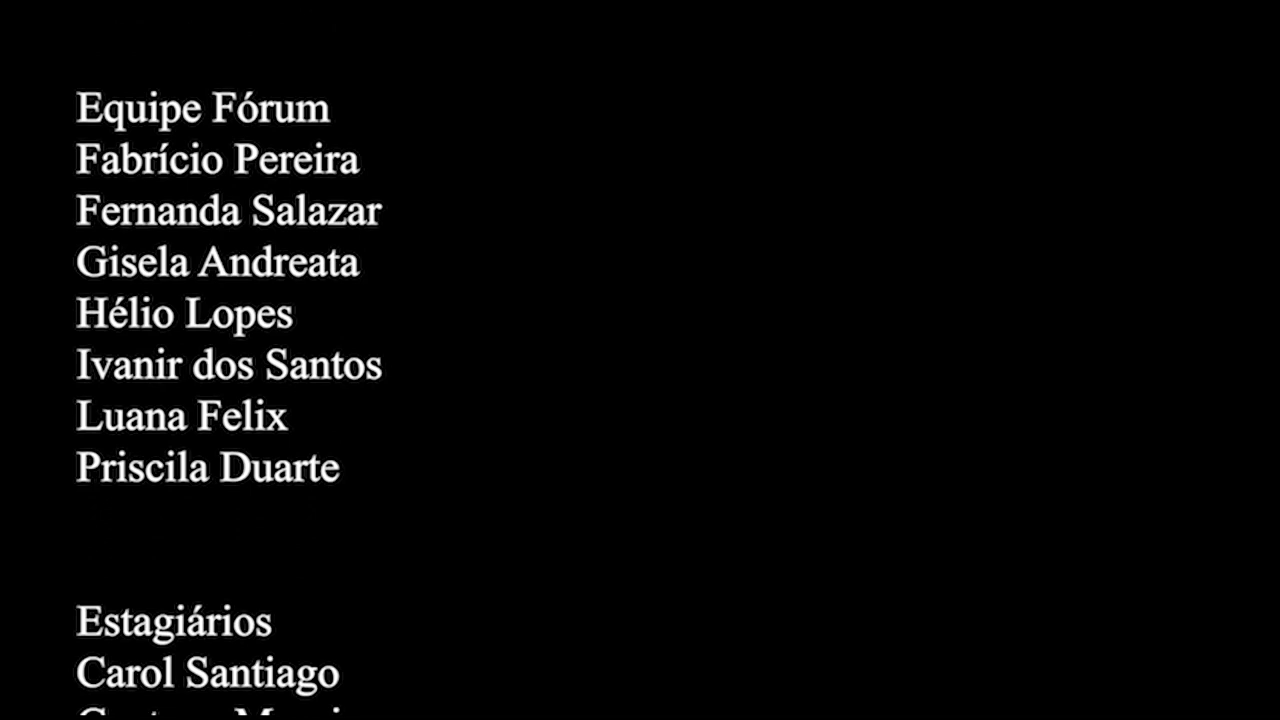 Equipe Fórum
Fabrício Pereira
Fernanda Salazar
Gisela Andreata
Hélio Lopes
Ivanir dos Santos
Luana Felix
Priscila Duarte
Estagiários
Carol Santiago